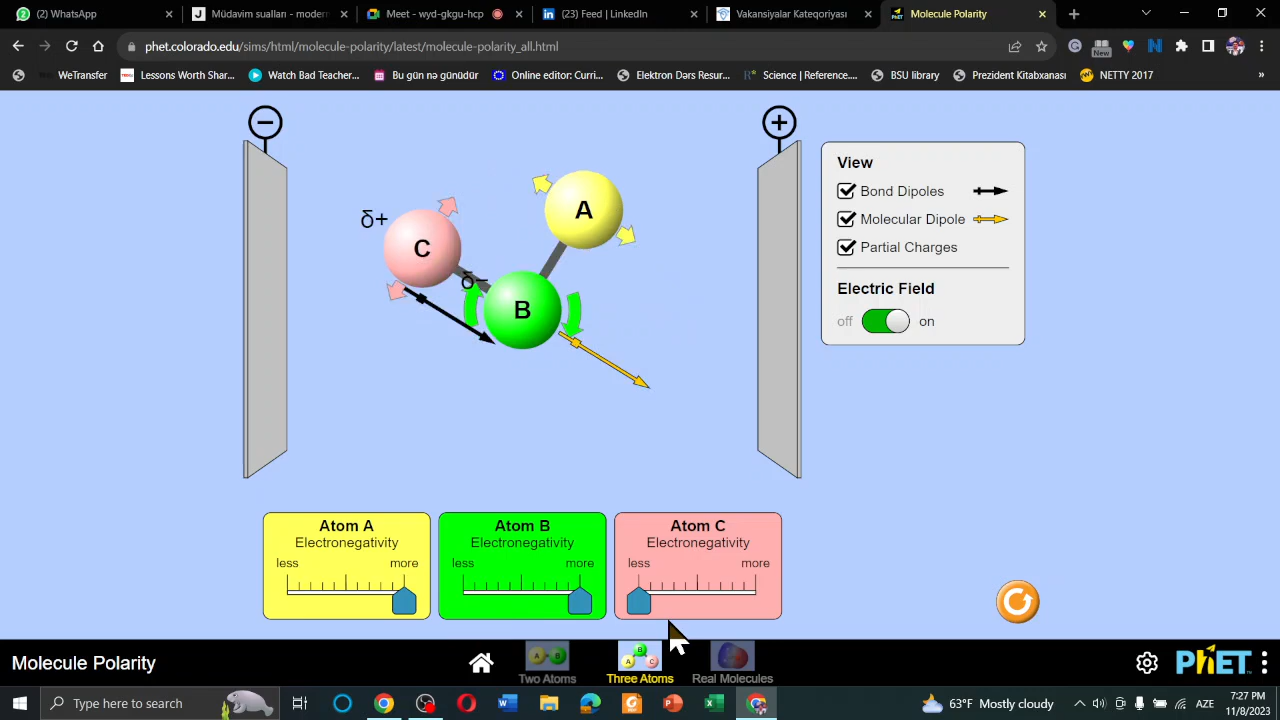 (2) WhatsApp
Müdavim sualları - modern
Meet - wyd-gkgu-hcp
(23) Feed | LinkedIn
Vakansiyalar Kateqoriyası
Molecule Polarity
phet.colorado.edu/sims/html/molecule-polarity/latest/molecule-polarity_all.html
New
WeTransfer
Lessons Worth Shar...
Watch Bad Teacher...
Bu gün nə günüdür
Online editor: Curri...
Elektron Dərs Resur...
Science | Reference....
BSU library
Prezident Kitabxanası
NETTY 2017
»
−
+
View
Bond Dipoles
Molecular Dipole
Partial Charges
Electric Field
off
on
A
δ+
C
δ−
B
Atom A
Electronegativity
less more
Atom B
Electronegativity
less more
Atom C
Electronegativity
less more
Molecule Polarity
Two Atoms
Three Atoms
Real Molecules
PhET
Type here to search
63°F Mostly cloudy
AZE
7:27 PM
11/8/2023